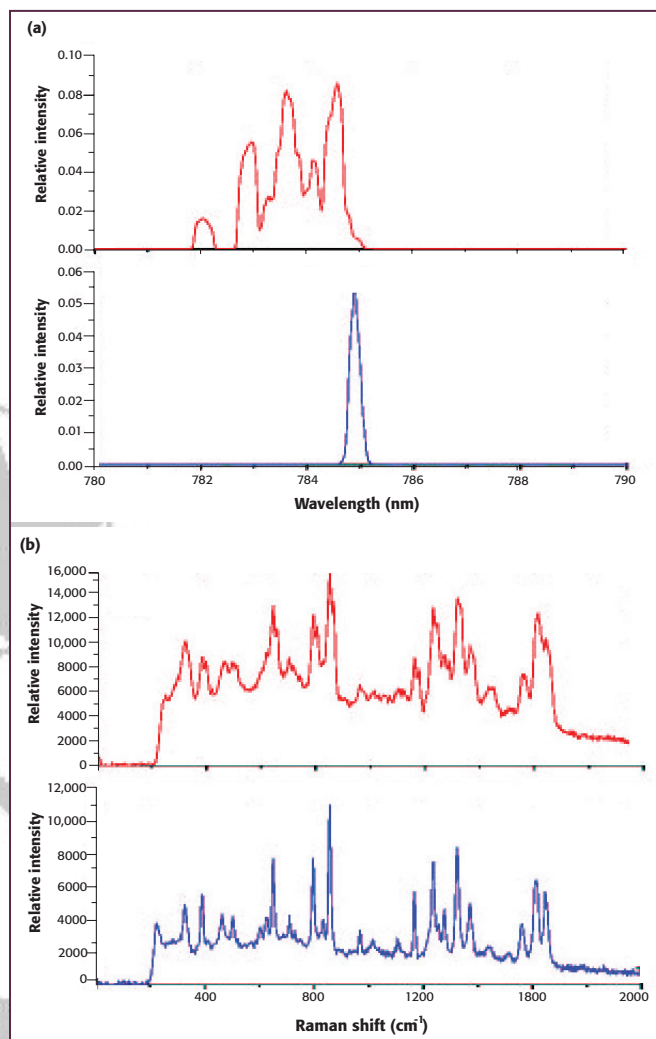 (a)
Relative intensity
0.10
0.08
0.06
0.04
0.02
0.00
Relative intensity
0.06
0.05
0.04
0.03
0.02
0.01
0.00
780 782 784 786 788 790
Wavelength (nm)
(b)
Relative intensity
16,000
14,000
12,000
10,000
8000
6000
4000
2000
0
Relative intensity
12,000
10,000
8000
6000
4000
2000
0
400 800 1200 1800 2000
Raman shift (cm⁻¹)